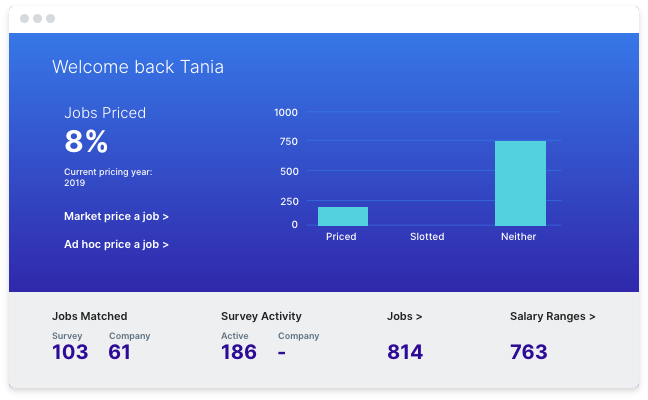 Welcome back Tania
Jobs Priced
8%
Current pricing year:
2019
Market price a job >
Ad hoc price a job >
1000
750
500
250
0
Priced Slotted Neither
Jobs Matched
Survey Company
103 61
Survey Activity
Active Company
186 -
Jobs >
814
Salary Ranges >
763